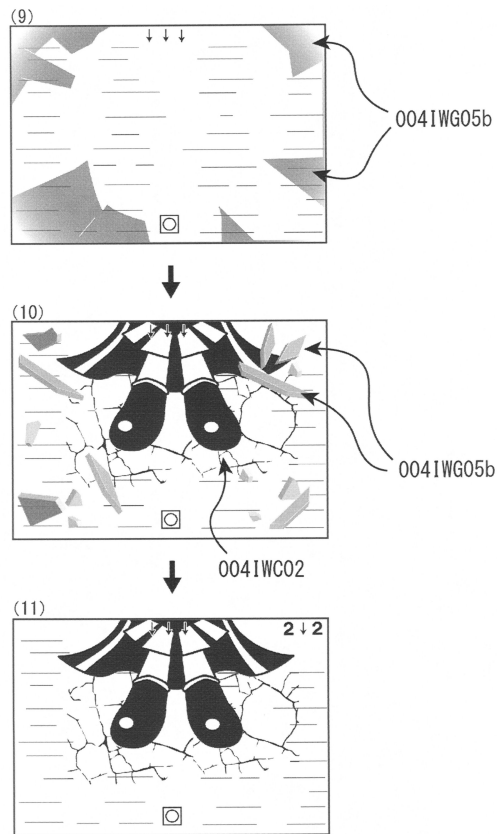 (9)
↓ ↓ ↓
004IWG05b
(10)
↓ ↓ ↓
004IWG05b
004IWC02
(11)
↓ ↓ ↓
2↓2